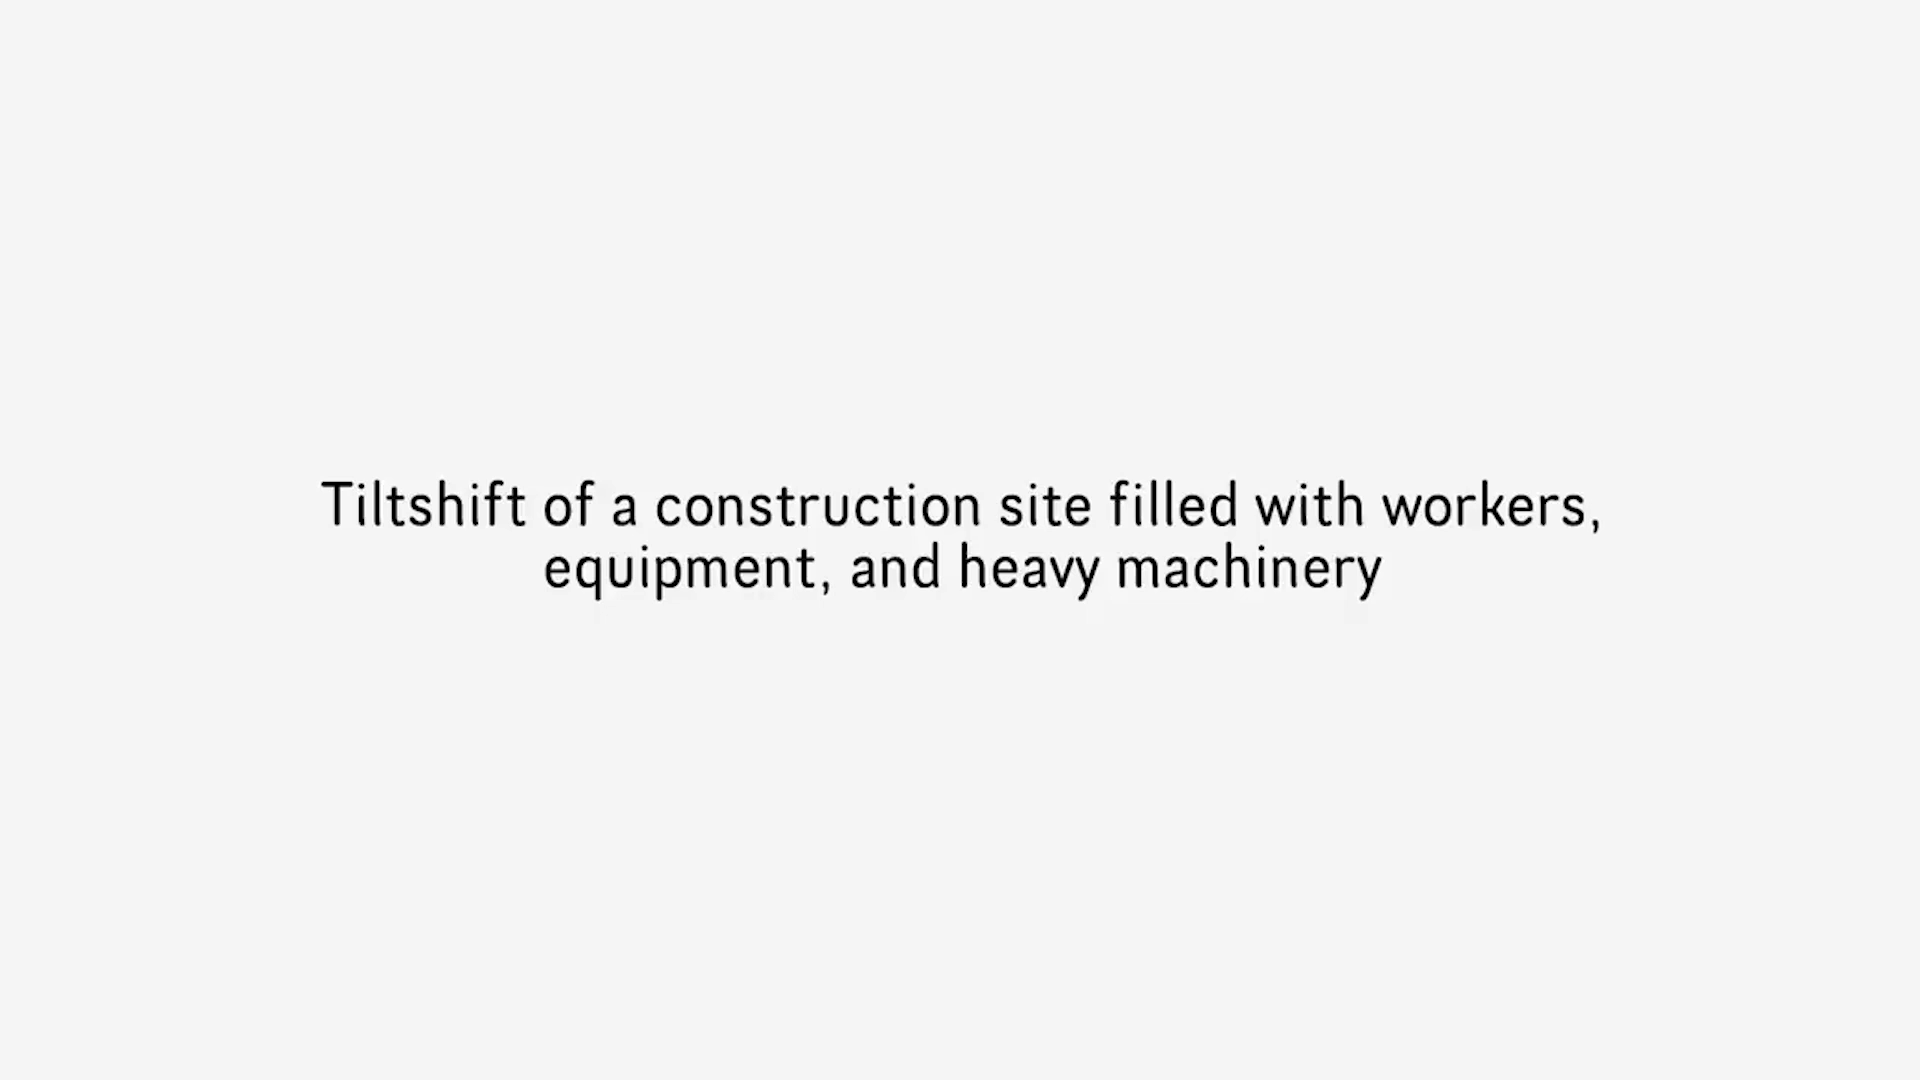 Tiltshift of a construction site filled with workers,
equipment, and heavy machinery